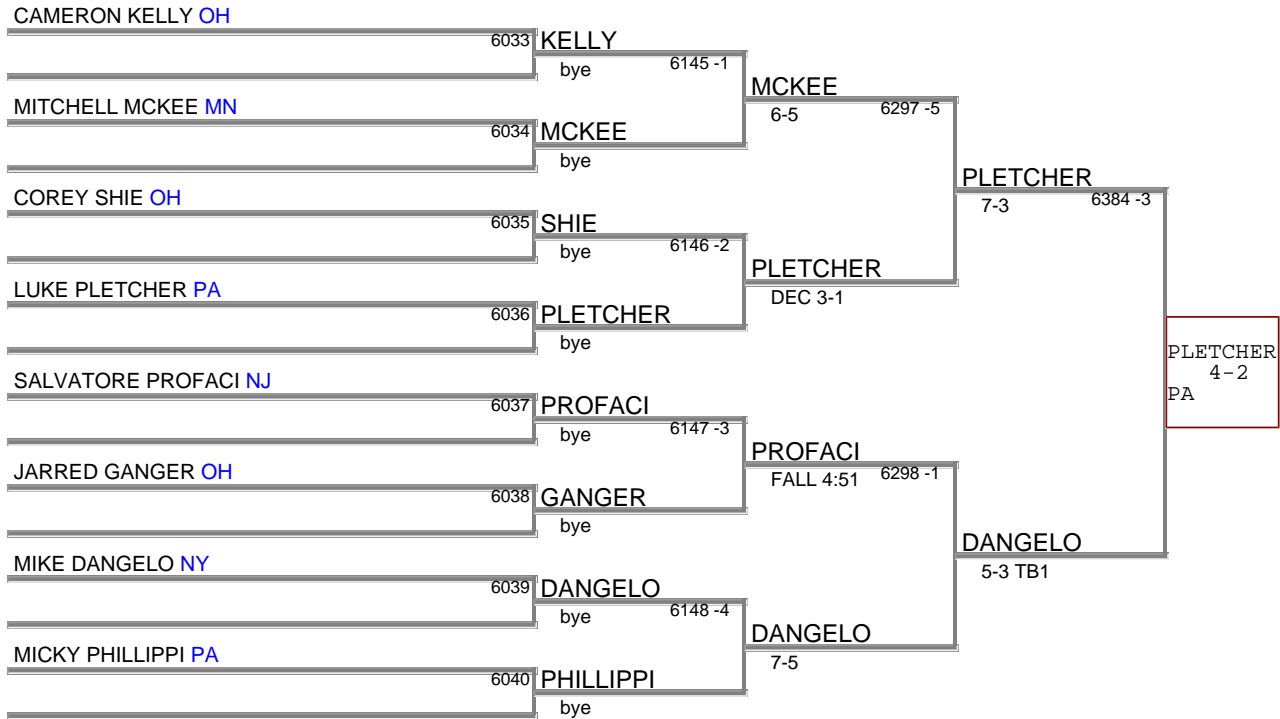 CAMERON KELLY OH
6033 KELLY
bye 6145 -1
MCKEE
6-5 6297 -5
MITCHELL MCKEE MN
6034 MCKEE
bye
PLETCHER
7-3 6384 -3
COREY SHIE OH
6035 SHIE
bye 6146 -2
PLETCHER
DEC 3-1
LUKE PLETCHER PA
6036 PLETCHER
bye
PLETCHER
4-2
PA
SALVATORE PROFACI NJ
6037 PROFACI
bye 6147 -3
PROFACI
FALL 4:51 6298 -1
JARRED GANGER OH
6038 GANGER
bye
DANGELO
5-3 TB1
MIKE DANGELO NY
6039 DANGELO
bye 6148 -4
DANGELO
7-5
MICKY PHILLIPPI PA
6040 PHILLIPPI
bye